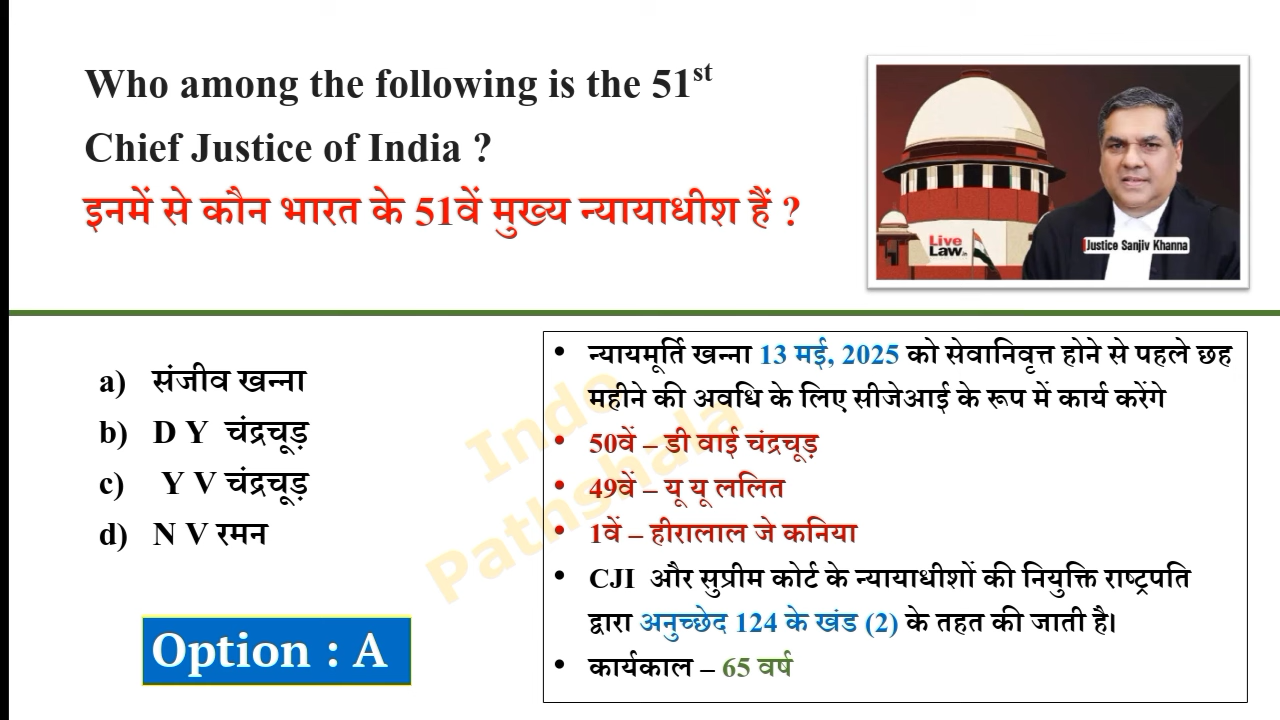 Who among the following is the 51st
Chief Justice of India ?
इनमें से कौन भारत के 51वें मुख्य न्यायाधीश हैं ?
Live
Law.in
Justice Sanjiv Khanna
a) संजीव खन्ना
b) D Y चंद्रचूड़
c) Y V चंद्रचूड़
d) N V रमन
Option : A
• न्यायमूर्ति खन्ना 13 मई, 2025 को सेवानिवृत्त होने से पहले छह
महीने की अवधि के लिए सीजेआई के रूप में कार्य करेंगे
• 50वें – डी वाई चंद्रचूड़
• 49वें – यू यू ललित
• 1वें – हीरालाल जे कनिया
• CJI और सुप्रीम कोर्ट के न्यायाधीशों की नियुक्ति राष्ट्रपति
द्वारा अनुच्छेद 124 के खंड (2) के तहत की जाती है।
• कार्यकाल – 65 वर्ष
Indo
Pathshala